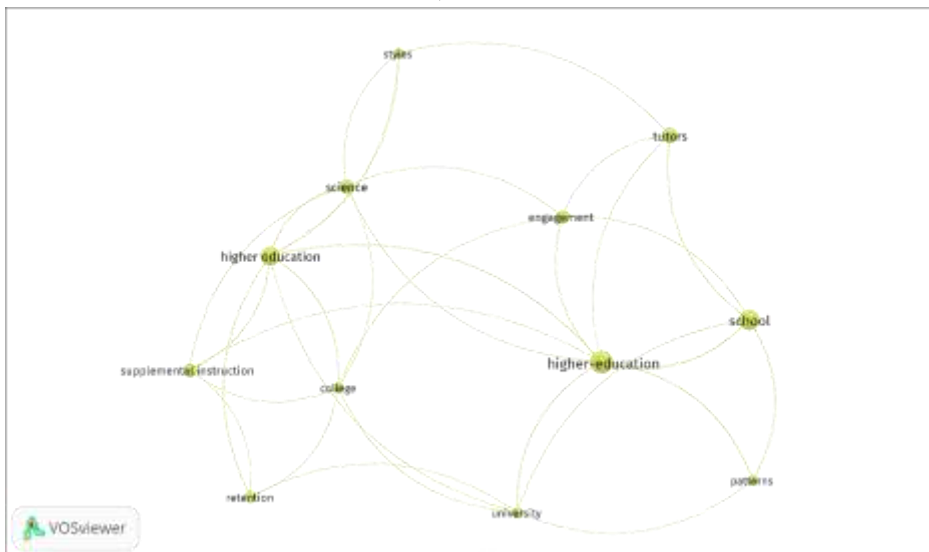 styles
tutors
science
engagement
higher education
school
higher-education
supplemental instruction
college
patterns
retention
university
VOSviewer